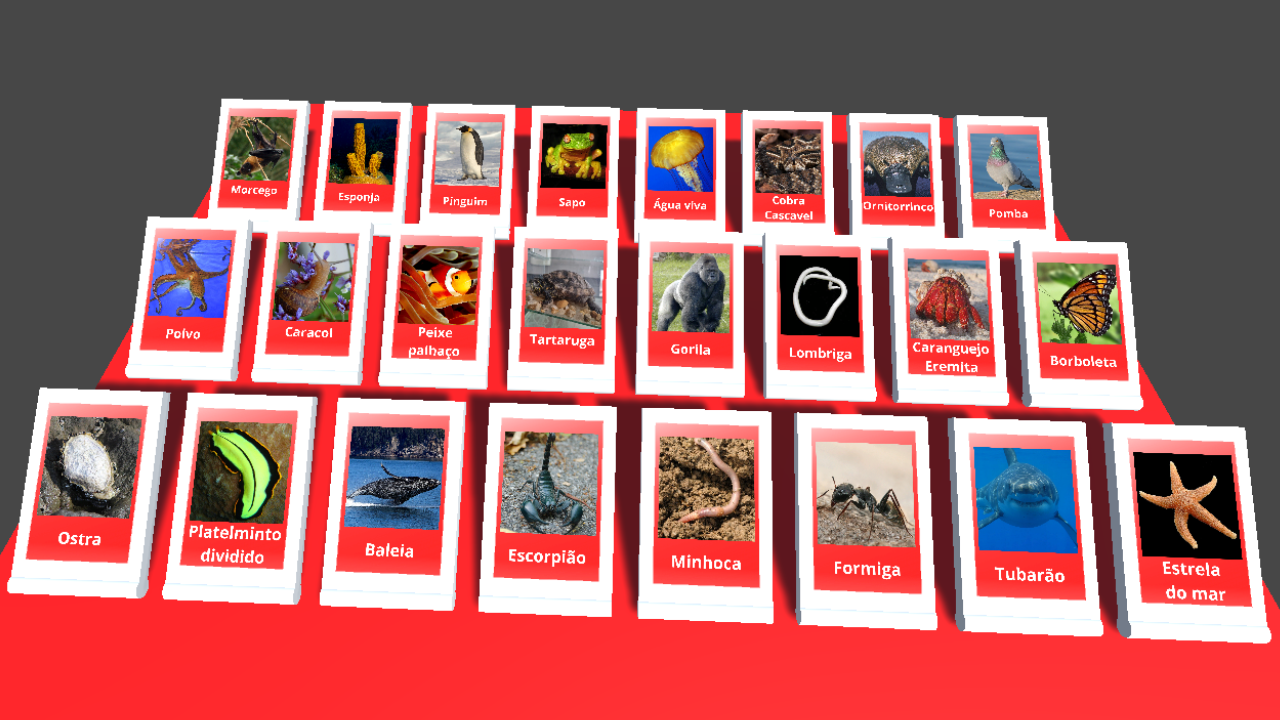 Morcego
Esponja
Pinguim
Sapo
Água viva
Cobra
Cascavel
Ornitorrinco
Pomba
Polvo
Caracol
Peixe
palhaço
Tartaruga
Gorila
Lombriga
Caranguejo
Eremita
Borboleta
Ostra
Platelminto
dividido
Baleia
Escorpião
Minhoca
Formiga
Tubarão
Estrela
do mar